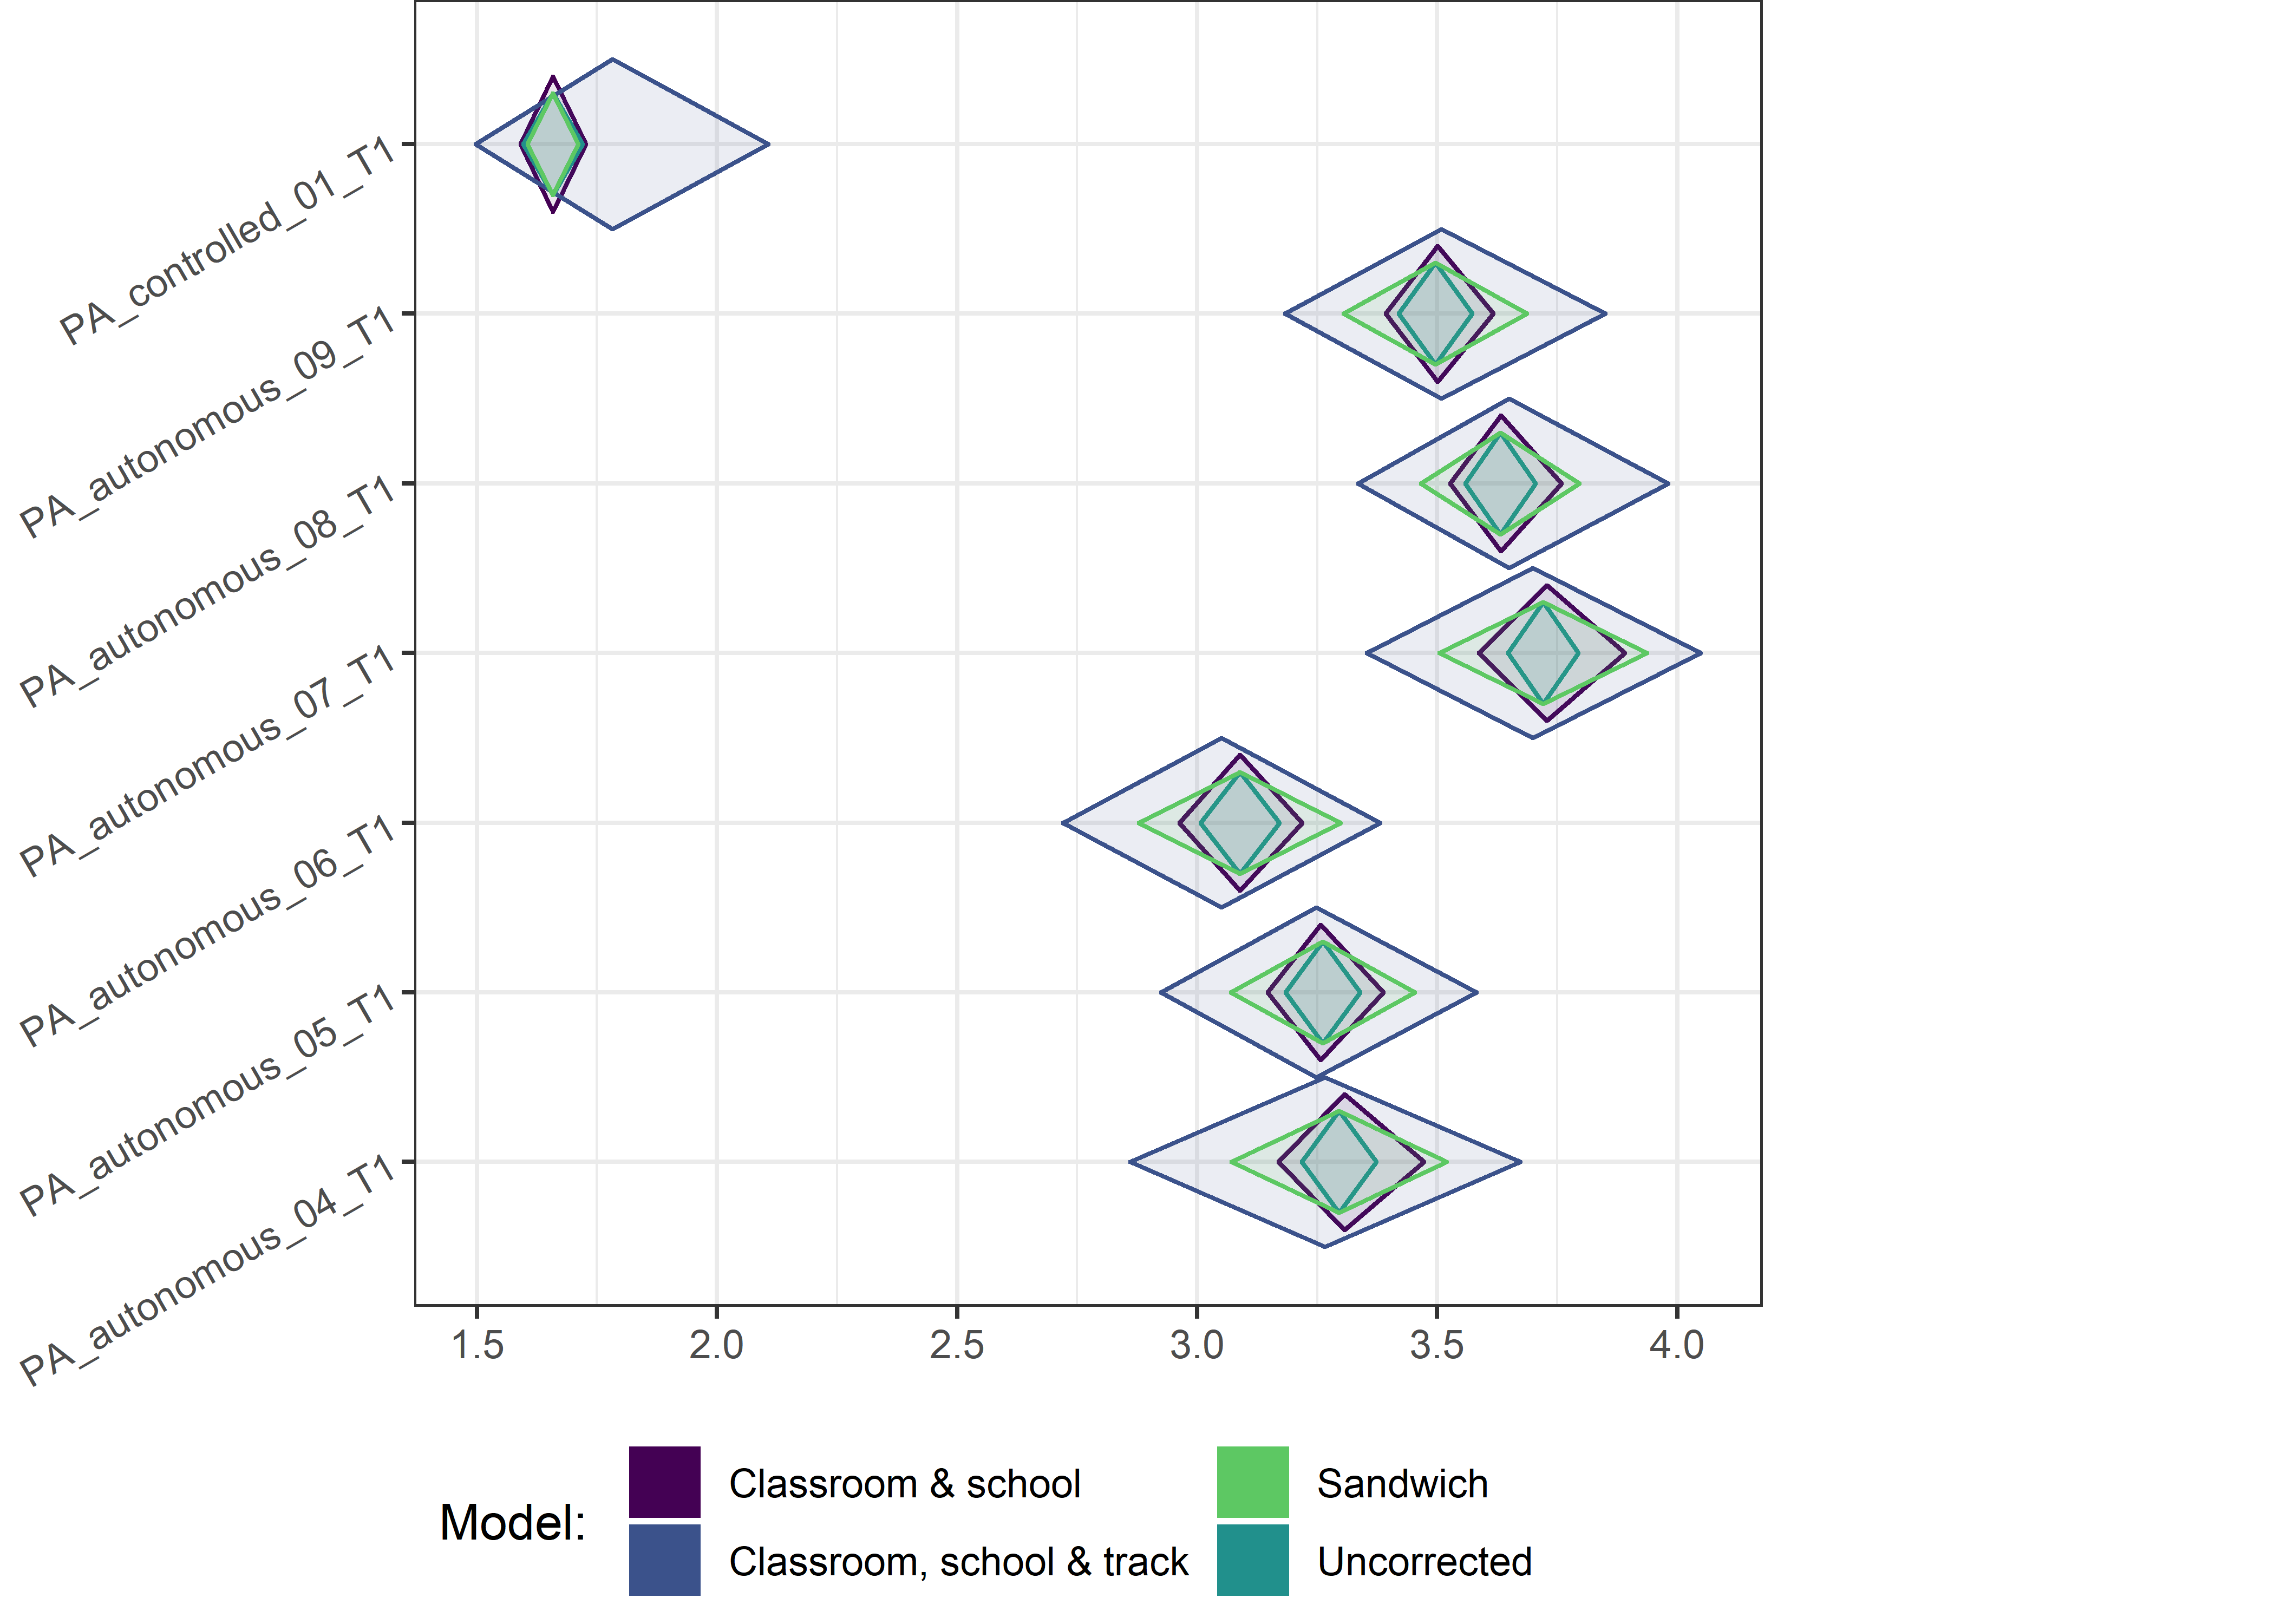 PA_controlled_01_T1
PA_autonomous_09_T1
PA_autonomous_08_T1
PA_autonomous_07_T1
PA_autonomous_06_T1
PA_autonomous_05_T1
PA_autonomous_04_T1
1.5 2.0 2.5 3.0 3.5 4.0
Model:
Classroom & school
Classroom, school & track
Sandwich
Uncorrected